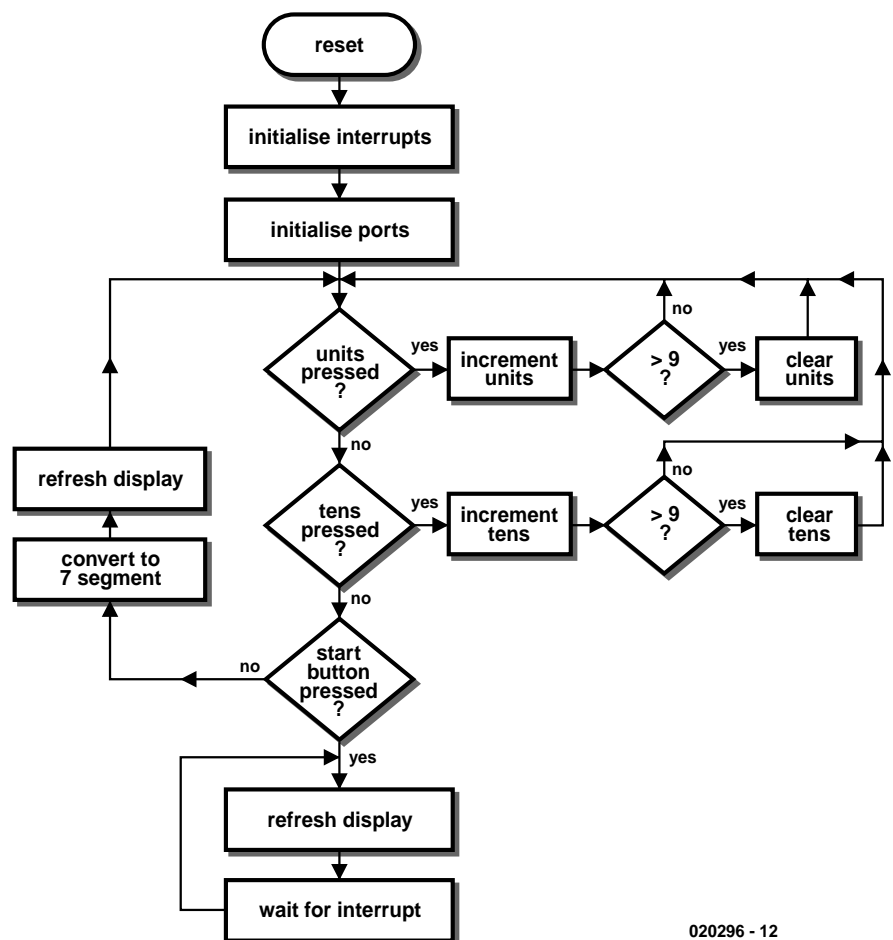 reset
initialise interrupts
initialise ports
no
units
pressed
?
yes
increment
units
> 9
?
yes
clear
units
no
refresh display
tens
pressed
?
yes
increment
tens
no
> 9
?
yes
clear
tens
convert to
7 segment
no
start
button
pressed
?
no
yes
refresh display
wait for interrupt
020296 - 12